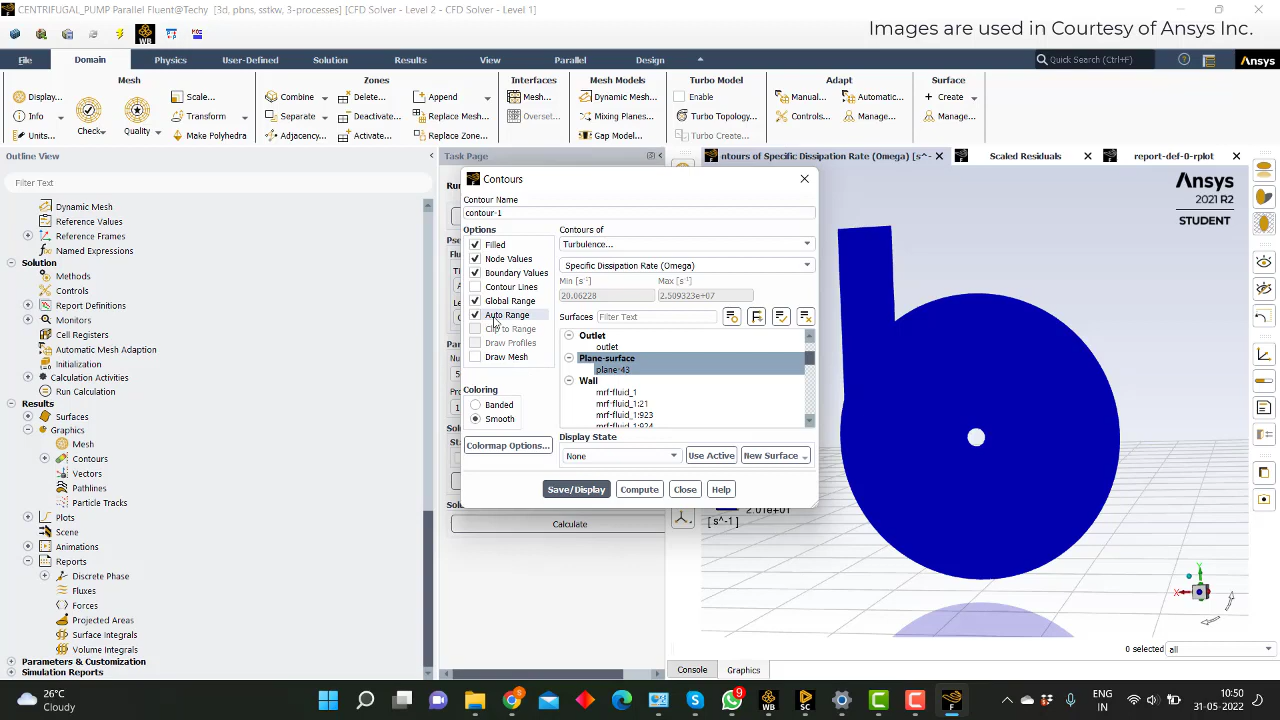 CENTRIFUGAL_PUMP Parallel Fluent@Techy [3d, pbns, sstkw, 3-processes] [CFD Solver - Level 2 - CFD Solver - Level 1]
Images are used in Courtesy of Ansys Inc.
File Domain Physics User-Defined Solution Results View Parallel Design
Quick Search (Ctrl+F)
Ansys
Mesh Zones Interfaces Mesh Models Turbo Model Adapt Surface
Display... Scale... Combine Delete... Append Mesh... Dynamic Mesh... Enable Manual... Automatic... Create
Info Transform Separate Deactivate... Replace Mesh... Overset... Mixing Planes... Turbo Topology... Controls... Manage... Manage...
Units... Check Quality Make Polyhedra Adjacency... Activate... Replace Zone... Gap Model... Turbo Create...
Outline View
Filter Text
Dynamic Mesh
Reference Values
Reference Frames
Named Expressions
Solution
Methods
Controls
Report Definitions
Monitors
Cell Registers
Automatic Mesh Adaption
Initialization
Calculation Activities
Run Calculation
Results
Surfaces
Graphics
Mesh
Contours
Vectors
Pathlines
Particle Tracks
Plots
Scene
Animations
Reports
Discrete Phase
Fluxes
Forces
Projected Areas
Surface Integrals
Volume Integrals
Parameters & Customization
Simulation Reports
Task Page
Contours
Contour Name
contour-1
Options
Filled
Node Values
Boundary Values
Contour Lines
Global Range
Auto Range
Clip to Range
Draw Profiles
Draw Mesh
Coloring
Banded
Smooth
Colormap Options...
Contours of
Turbulence...
Specific Dissipation Rate (Omega)
Min [s⁻¹] Max [s⁻¹]
20.06228 2.509323e+07
Surfaces Filter Text
Outlet
outlet
Plane-surface
plane-43
Wall
mrf-fluid_1
mrf-fluid_1:21
mrf-fluid_1:923
mrf-fluid_1:924
Display State
None Use Active New Surface
Save/Display Compute Close Help
Calculate
ntours of Specific Dissipation Rate (Omega) [s^- Scaled Residuals report-def-0-rplot
Ansys
2021 R2
STUDENT
2.01e+01
[ s^-1 ]
Y
X
0 selected all
Console Graphics
26°C
Cloudy
9
WB SC
ENG
IN
10:50
31-05-2022